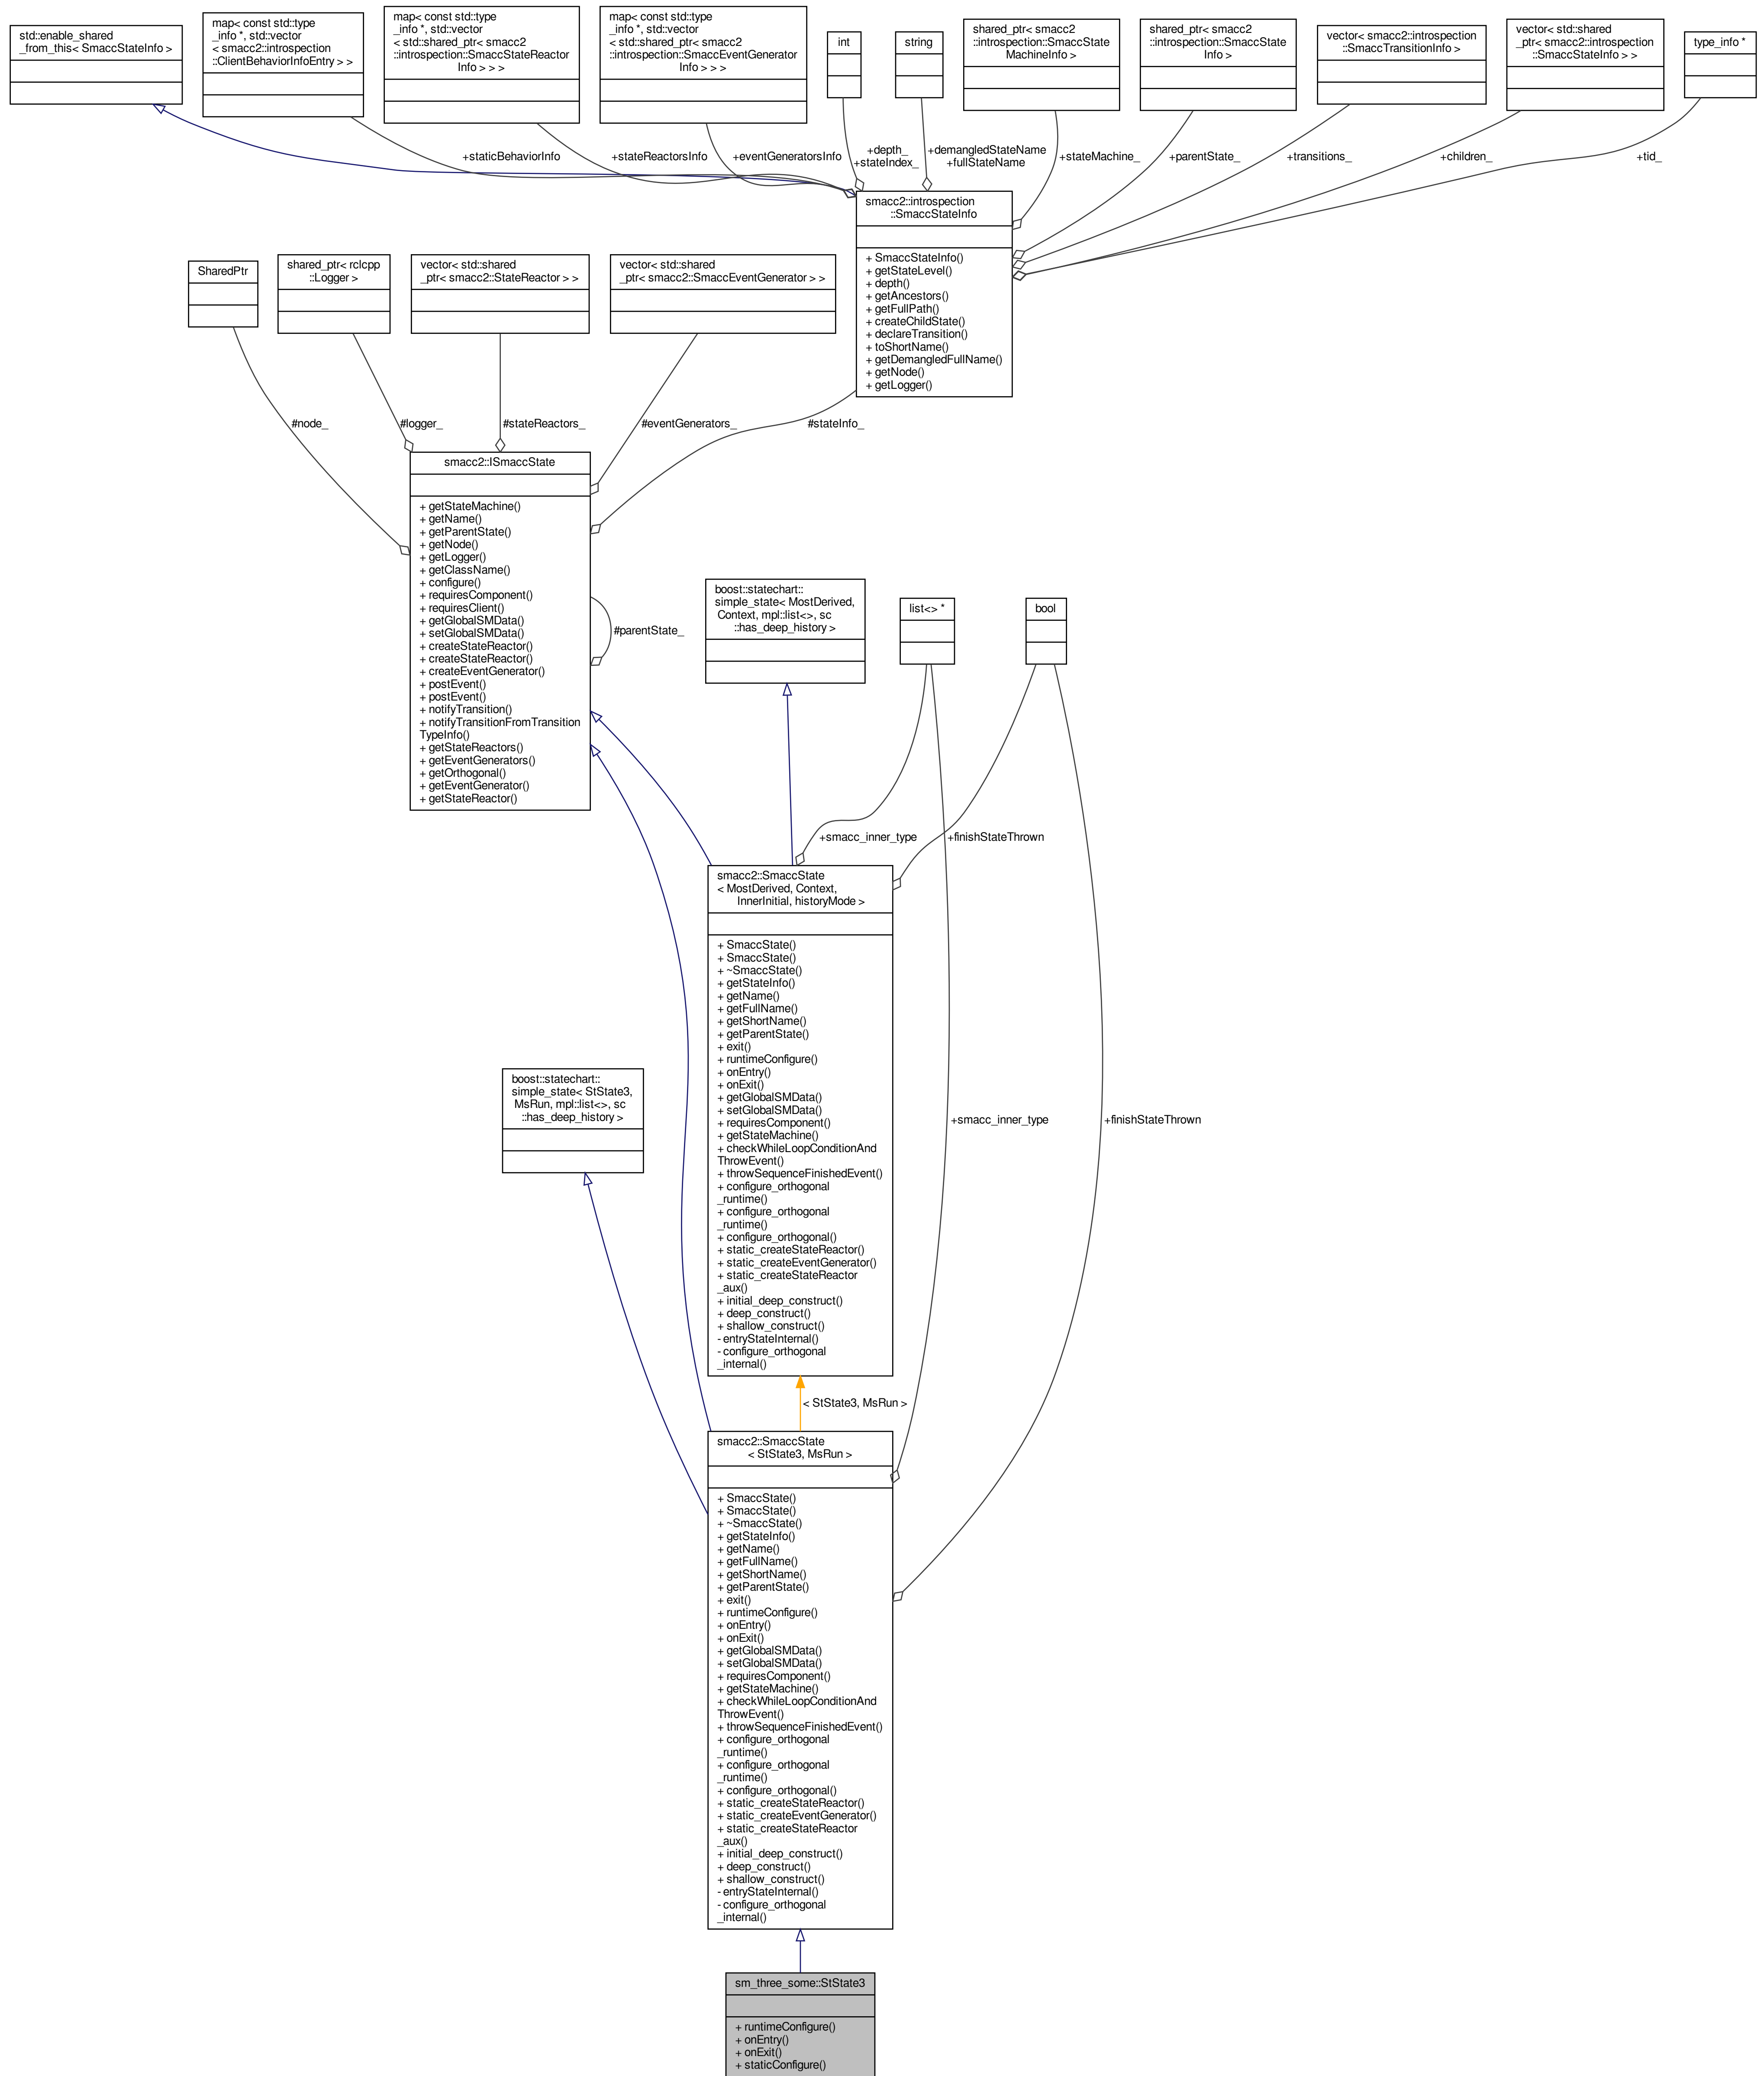 std::enable_shared
_from_this< SmaccStateInfo >
map< const std::type
_info *, std::vector
< smacc2::introspection
::ClientBehaviorInfoEntry > >
map< const std::type
_info *, std::vector
< std::shared_ptr< smacc2
::introspection::SmaccStateReactor
Info > > >
map< const std::type
_info *, std::vector
< std::shared_ptr< smacc2
::introspection::SmaccEventGenerator
Info > > >
int
string
shared_ptr< smacc2
::introspection::SmaccState
MachineInfo >
shared_ptr< smacc2
::introspection::SmaccState
Info >
vector< smacc2::introspection
::SmaccTransitionInfo >
vector< std::shared
_ptr< smacc2::introspection
::SmaccStateInfo > >
type_info *
+staticBehaviorInfo
+stateReactorsInfo
+eventGeneratorsInfo
+depth_
+stateIndex_
+demangledStateName
+fullStateName
+stateMachine_
+parentState_
+transitions_
+children_
+tid_
smacc2::introspection
::SmaccStateInfo
+ SmaccStateInfo()
+ getStateLevel()
+ depth()
+ getAncestors()
+ getFullPath()
+ createChildState()
+ declareTransition()
+ toShortName()
+ getDemangledFullName()
+ getNode()
+ getLogger()
SharedPtr
shared_ptr< rclcpp
::Logger >
vector< std::shared
_ptr< smacc2::StateReactor > >
vector< std::shared
_ptr< smacc2::SmaccEventGenerator > >
#node_
#logger_
#stateReactors_
#eventGenerators_
#stateInfo_
smacc2::ISmaccState
+ getStateMachine()
+ getName()
+ getParentState()
+ getNode()
+ getLogger()
+ getClassName()
+ configure()
+ requiresComponent()
+ requiresClient()
+ getGlobalSMData()
+ setGlobalSMData()
+ createStateReactor()
+ createStateReactor()
+ createEventGenerator()
+ postEvent()
+ postEvent()
+ notifyTransition()
+ notifyTransitionFromTransition
TypeInfo()
+ getStateReactors()
+ getEventGenerators()
+ getOrthogonal()
+ getEventGenerator()
+ getStateReactor()
#parentState_
boost::statechart::
simple_state< MostDerived,
Context, mpl::list<>, sc
::has_deep_history >
list<> *
bool
+smacc_inner_type
+finishStateThrown
smacc2::SmaccState
< MostDerived, Context,
InnerInitial, historyMode >
+ SmaccState()
+ SmaccState()
+ ~SmaccState()
+ getStateInfo()
+ getName()
+ getFullName()
+ getShortName()
+ getParentState()
+ exit()
+ runtimeConfigure()
+ onEntry()
+ onExit()
+ getGlobalSMData()
+ setGlobalSMData()
+ requiresComponent()
+ getStateMachine()
+ checkWhileLoopConditionAnd
ThrowEvent()
+ throwSequenceFinishedEvent()
+ configure_orthogonal
_runtime()
+ configure_orthogonal
_runtime()
+ configure_orthogonal()
+ static_createStateReactor()
+ static_createEventGenerator()
+ static_createStateReactor
_aux()
+ initial_deep_construct()
+ deep_construct()
+ shallow_construct()
- entryStateInternal()
- configure_orthogonal
_internal()
boost::statechart::
simple_state< StState3,
MsRun, mpl::list<>, sc
::has_deep_history >
+smacc_inner_type
+finishStateThrown
< StState3, MsRun >
smacc2::SmaccState
< StState3, MsRun >
+ SmaccState()
+ SmaccState()
+ ~SmaccState()
+ getStateInfo()
+ getName()
+ getFullName()
+ getShortName()
+ getParentState()
+ exit()
+ runtimeConfigure()
+ onEntry()
+ onExit()
+ getGlobalSMData()
+ setGlobalSMData()
+ requiresComponent()
+ getStateMachine()
+ checkWhileLoopConditionAnd
ThrowEvent()
+ throwSequenceFinishedEvent()
+ configure_orthogonal
_runtime()
+ configure_orthogonal
_runtime()
+ configure_orthogonal()
+ static_createStateReactor()
+ static_createEventGenerator()
+ static_createStateReactor
_aux()
+ initial_deep_construct()
+ deep_construct()
+ shallow_construct()
- entryStateInternal()
- configure_orthogonal
_internal()
sm_three_some::StState3
+ runtimeConfigure()
+ onEntry()
+ onExit()
+ staticConfigure()